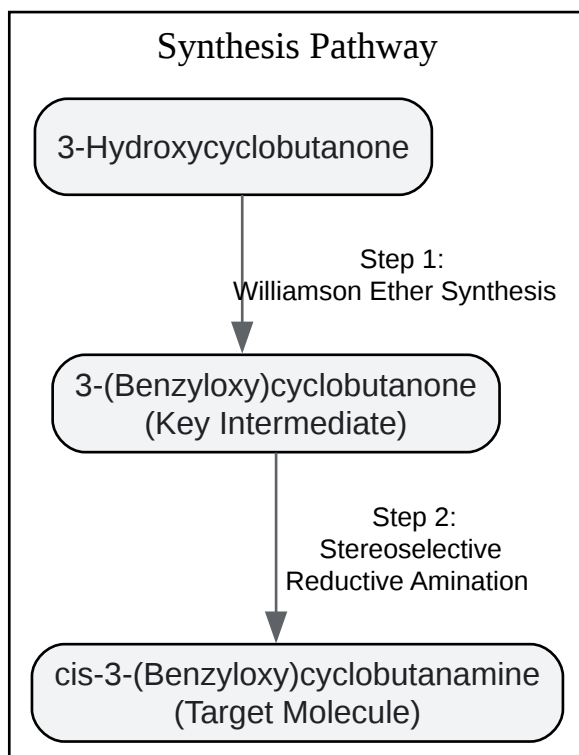 Synthesis Pathway
3-Hydroxycyclobutanone
Step 1:
Williamson Ether Synthesis
3-(Benzyloxy)cyclobutanone
(Key Intermediate)
Step 2:
Stereoselective
Reductive Amination
cis-3-(Benzyloxy)cyclobutanamine
(Target Molecule)